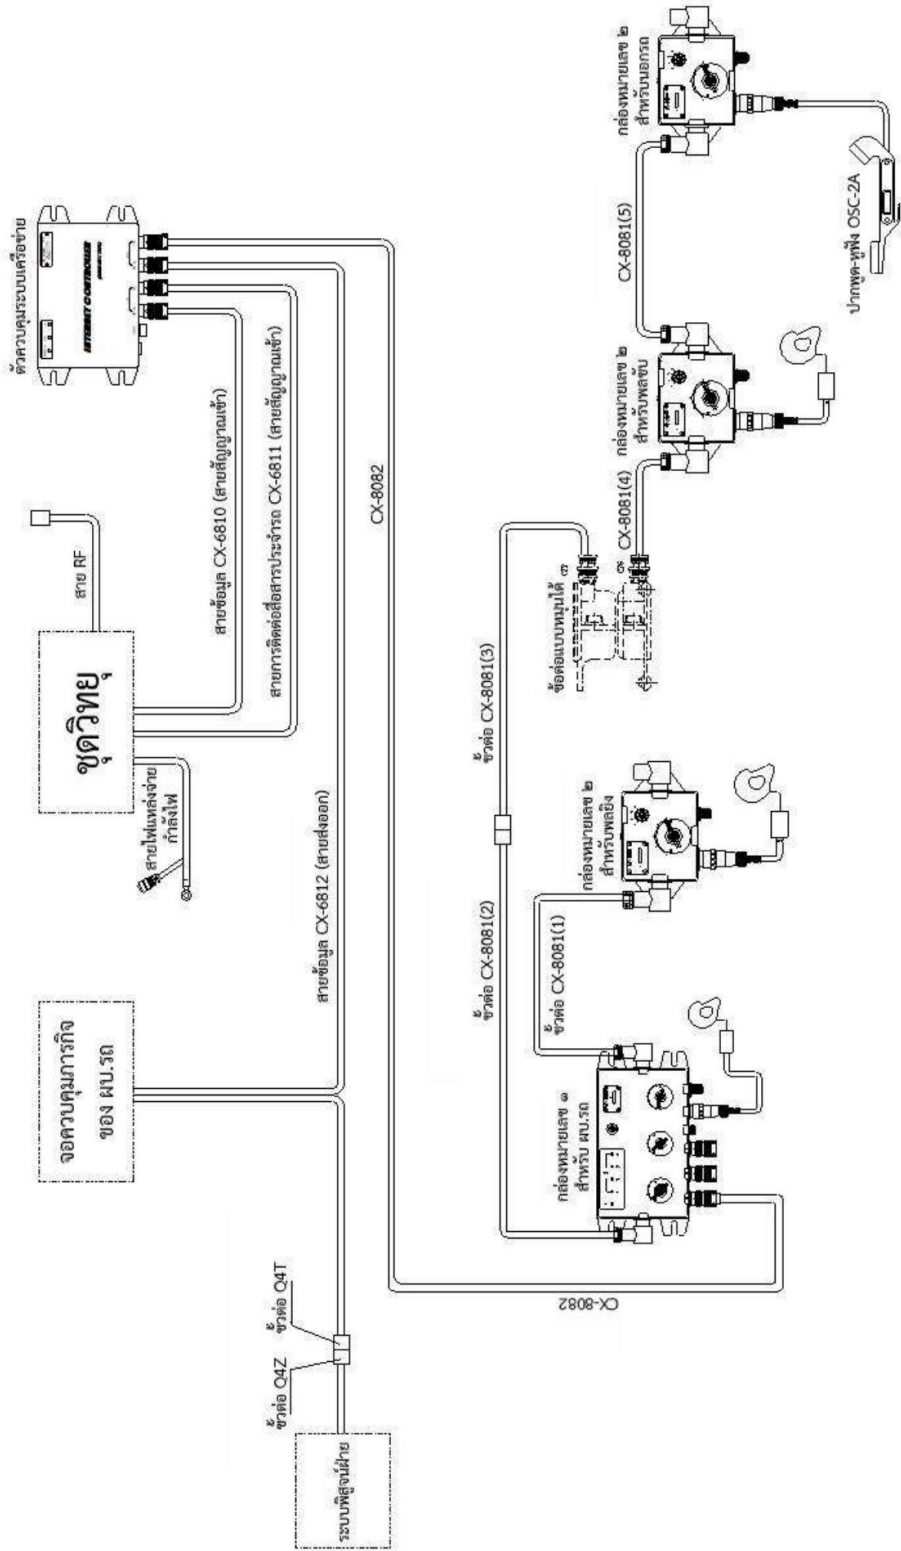 ระบบพิสูจน์ฝ่าย
ขั้วต่อ Q4Z
ขั้วต่อ Q4T
จอควบคุมภารกิจ
ของ ผบ.รถ
สายไฟแหล่งจ่าย
กำลังไฟ
ชุดวิทยุ
สาย RF
ตัวควบคุมระบบเครือข่าย
INTERNET CONTROLLER
สายข้อมูล CX-6810 (สายสัญญาณเข้า)
สายการติดต่อสื่อสารประจำรถ CX-6811 (สายสัญญาณเข้า)
สายข้อมูล CX-6812 (สายส่งออก)
CX-8082
CX-8082
ขั้วต่อ CX-8081(2)
ขั้วต่อ CX-8081(3)
ขั้วต่อ CX-8081(1)
กล่องหมายเลข ๑
สำหรับ ผบ.รถ
กล่องหมายเลข ๒
สำหรับพลยิง
ข้อต่อแบบหมุนได้
CX-8081(4)
กล่องหมายเลข ๒
สำหรับพลขับ
CX-8081(5)
กล่องหมายเลข ๒
สำหรับนอกรถ
ปากพูด-หูฟัง OSC-2A